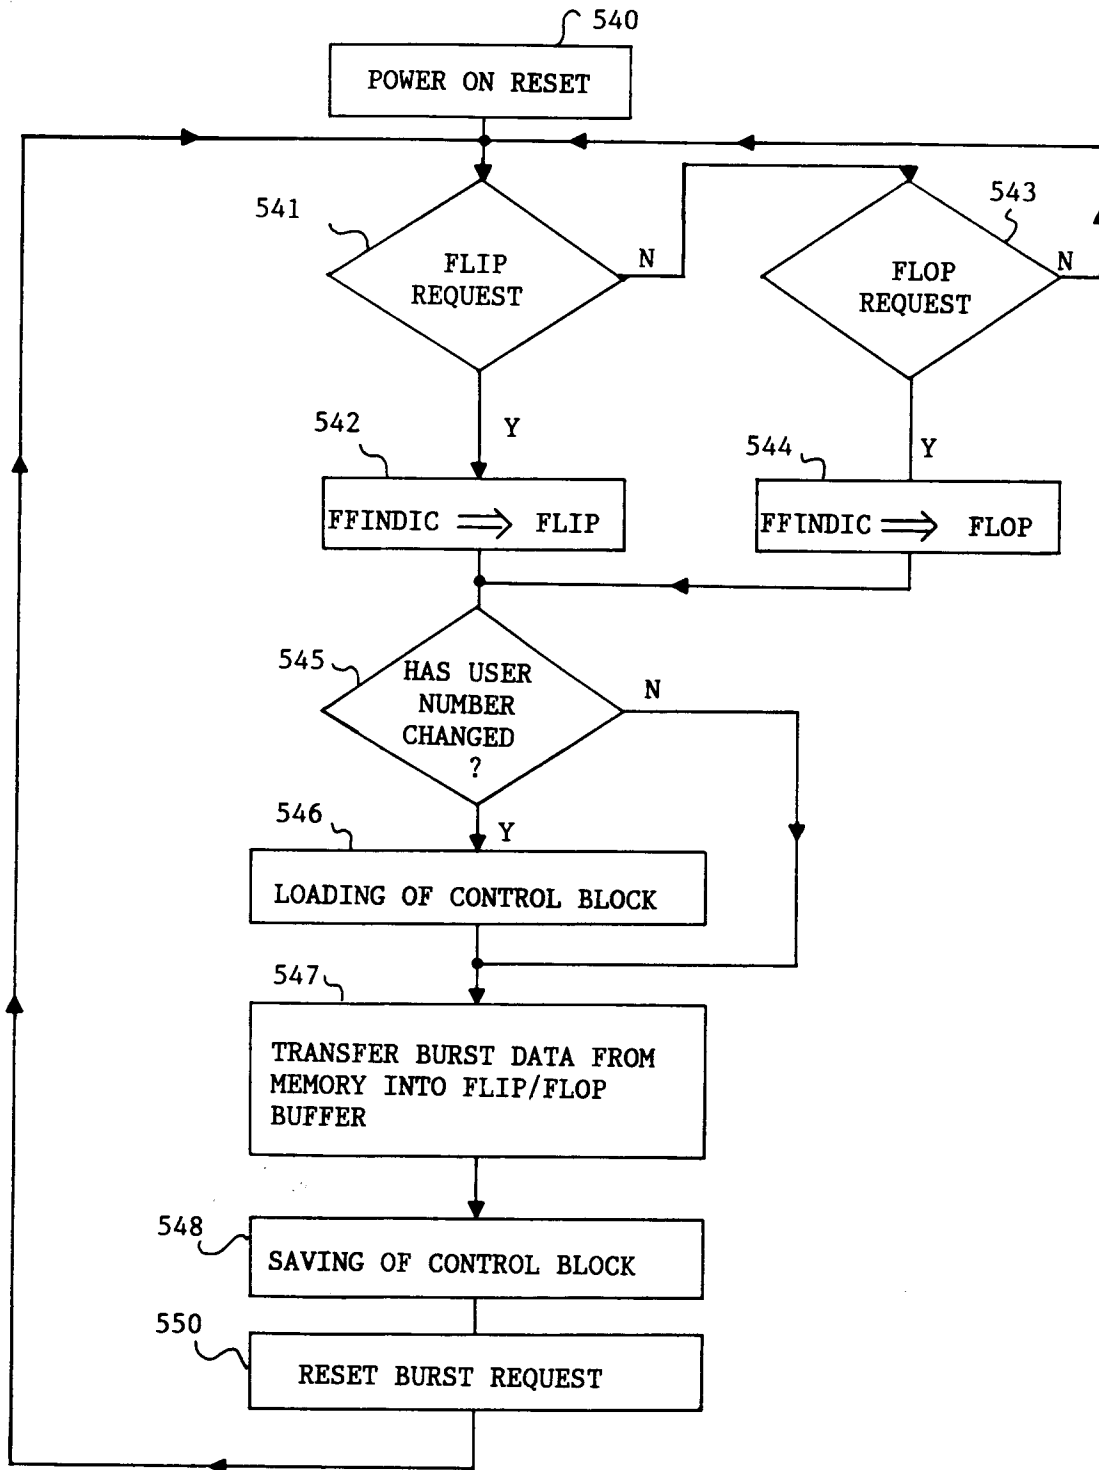 540
POWER ON RESET
541
FLIP
REQUEST
N
543
FLOP
REQUEST
N
Y
Y
542
FFINDIC ⟹ FLIP
544
FFINDIC ⟹ FLOP
545
HAS USER
NUMBER
CHANGED
?
N
Y
546
LOADING OF CONTROL BLOCK
547
TRANSFER BURST DATA FROM
MEMORY INTO FLIP/FLOP
BUFFER
548
SAVING OF CONTROL BLOCK
550
RESET BURST REQUEST